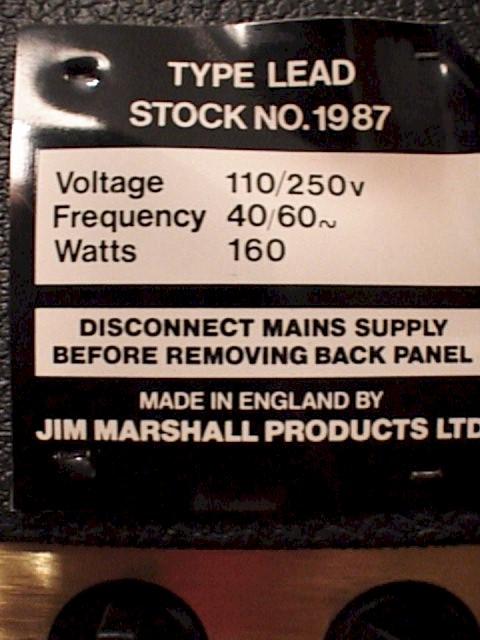 TYPE LEAD
STOCK NO.1987
Voltage 110/250v
Frequency 40/60~
Watts 160
DISCONNECT MAINS SUPPLY
BEFORE REMOVING BACK PANEL
MADE IN ENGLAND BY
JIM MARSHALL PRODUCTS LTD